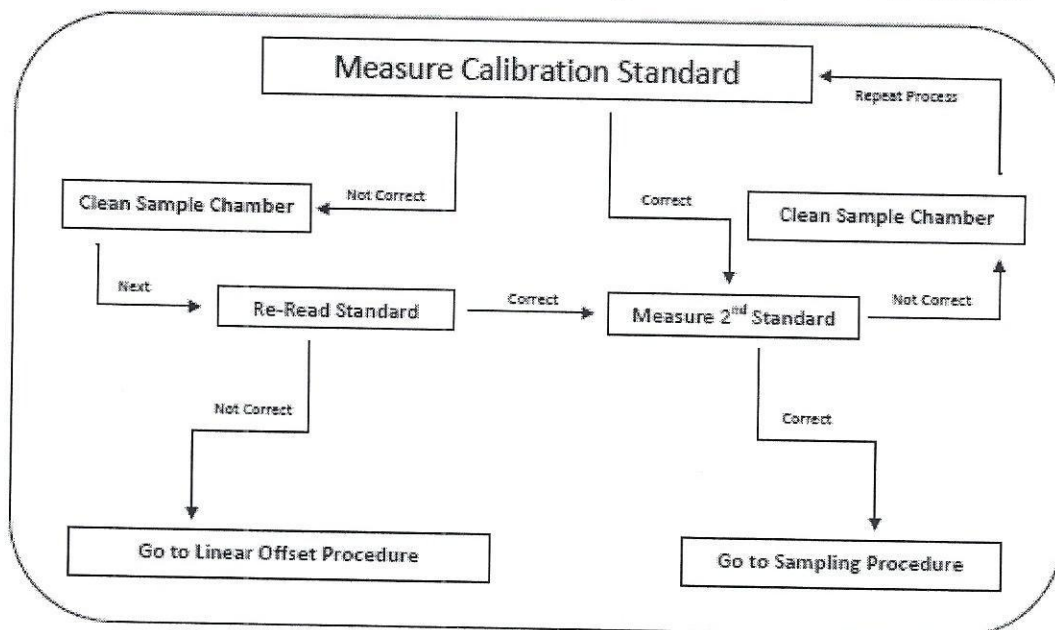 Measure Calibration Standard
Repeat Process
Not Correct
Clean Sample Chamber
Correct
Clean Sample Chamber
Next
Re-Read Standard
Correct
Measure 2nd Standard
Not Correct
Not Correct
Correct
Go to Linear Offset Procedure
Go to Sampling Procedure